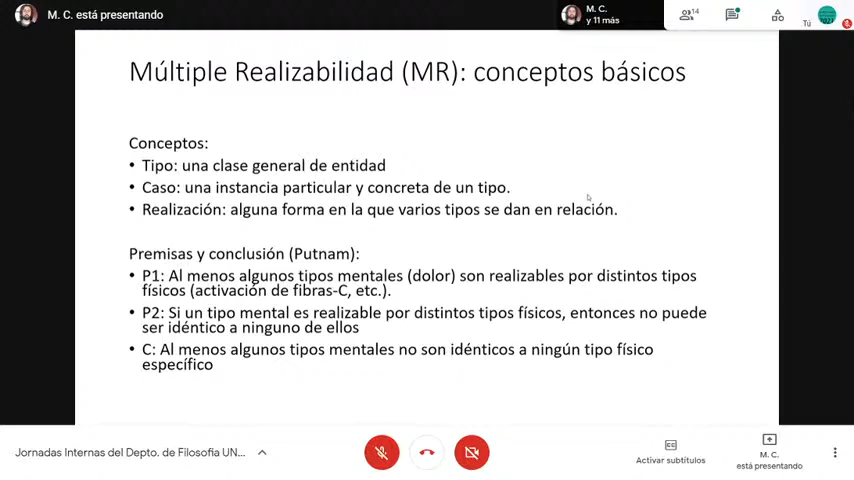 M. C. está presentando
M. C.
y 11 más
14
Tú
Múltiple Realizabilidad (MR): conceptos básicos
Conceptos:
• Tipo: una clase general de entidad
• Caso: una instancia particular y concreta de un tipo.
• Realización: alguna forma en la que varios tipos se dan en relación.
Premisas y conclusión (Putnam):
• P1: Al menos algunos tipos mentales (dolor) son realizables por distintos tipos
físicos (activación de fibras-C, etc.).
• P2: Si un tipo mental es realizable por distintos tipos físicos, entonces no puede
ser idéntico a ninguno de ellos
• C: Al menos algunos tipos mentales no son idénticos a ningún tipo físico
específico
Jornadas Internas del Depto. de Filosofia UN...
Activar subtítulos
M. C.
está presentando